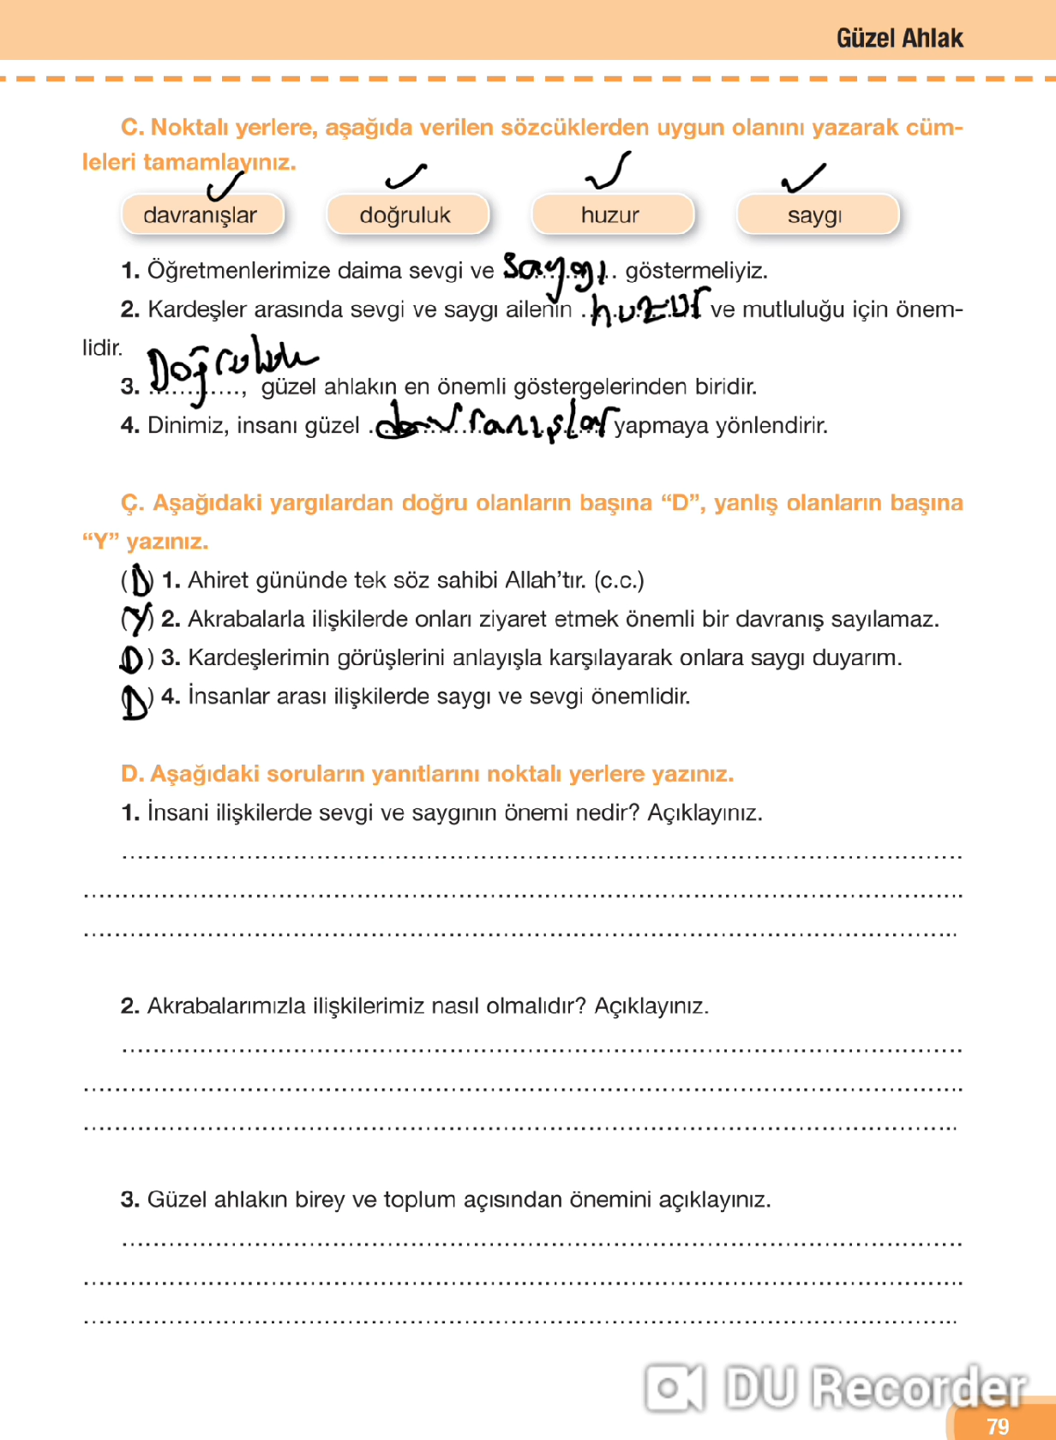 Güzel Ahlak
C. Noktalı yerlere, aşağıda verilen sözcüklerden uygun olanını yazarak cüm-
leleri tamamlayınız.
davranışlar doğruluk huzur saygı
1. Öğretmenlerimize daima sevgi ve saygı göstermeliyiz.
2. Kardeşler arasında sevgi ve saygı ailenin huzur ve mutluluğu için önem-
lidir.
3. Doğruluk, güzel ahlakın en önemli göstergelerinden biridir.
4. Dinimiz, insanı güzel davranışlar yapmaya yönlendirir.
Ç. Aşağıdaki yargılardan doğru olanların başına “D”, yanlış olanların başına
“Y” yazınız.
(D) 1. Ahiret gününde tek söz sahibi Allah’tır. (c.c.)
(Y) 2. Akrabalarla ilişkilerde onları ziyaret etmek önemli bir davranış sayılamaz.
(D) 3. Kardeşlerimin görüşlerini anlayışla karşılayarak onlara saygı duyarım.
(D) 4. İnsanlar arası ilişkilerde saygı ve sevgi önemlidir.
D. Aşağıdaki soruların yanıtlarını noktalı yerlere yazınız.
1. İnsani ilişkilerde sevgi ve saygının önemi nedir? Açıklayınız.
2. Akrabalarımızla ilişkilerimiz nasıl olmalıdır? Açıklayınız.
3. Güzel ahlakın birey ve toplum açısından önemini açıklayınız.
DU Recorder
79